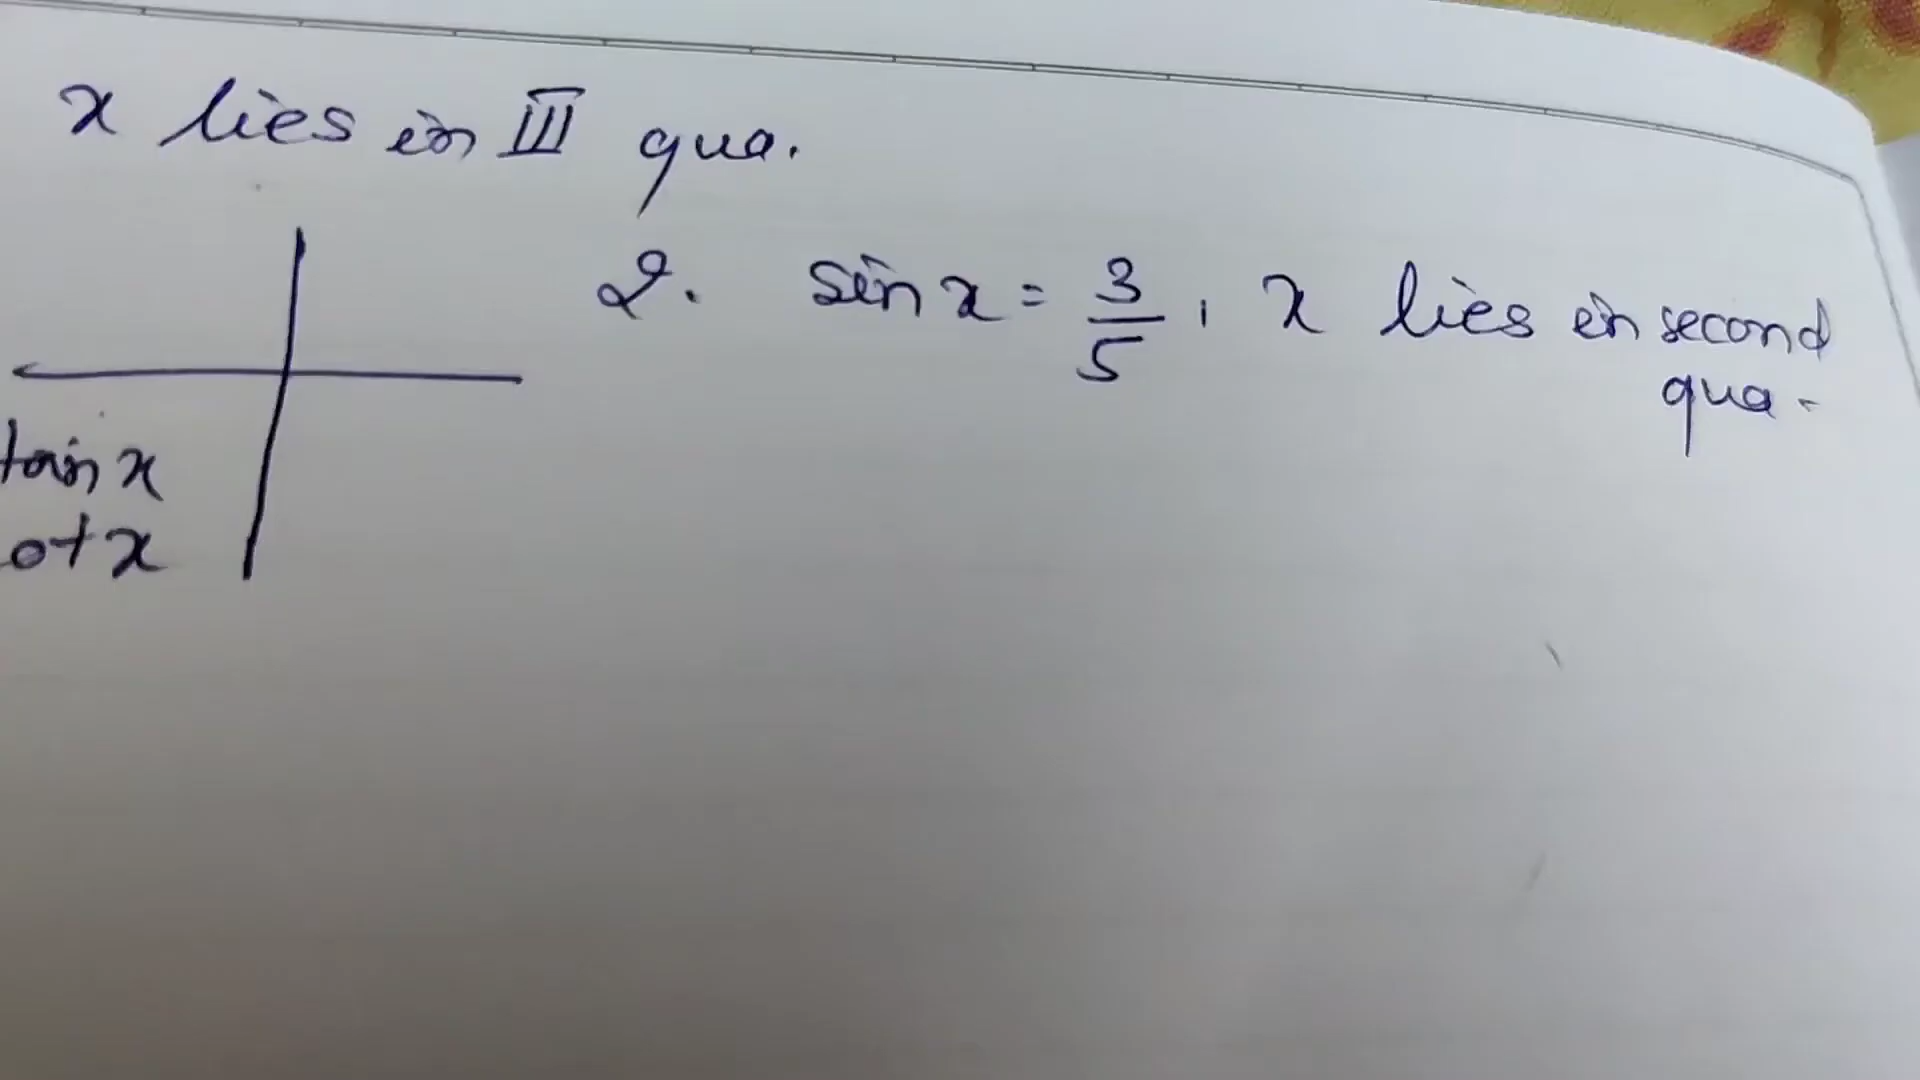 x lies in III qua.
2. sin x = 3/5, x lies in second
qua.
tan x
ot x